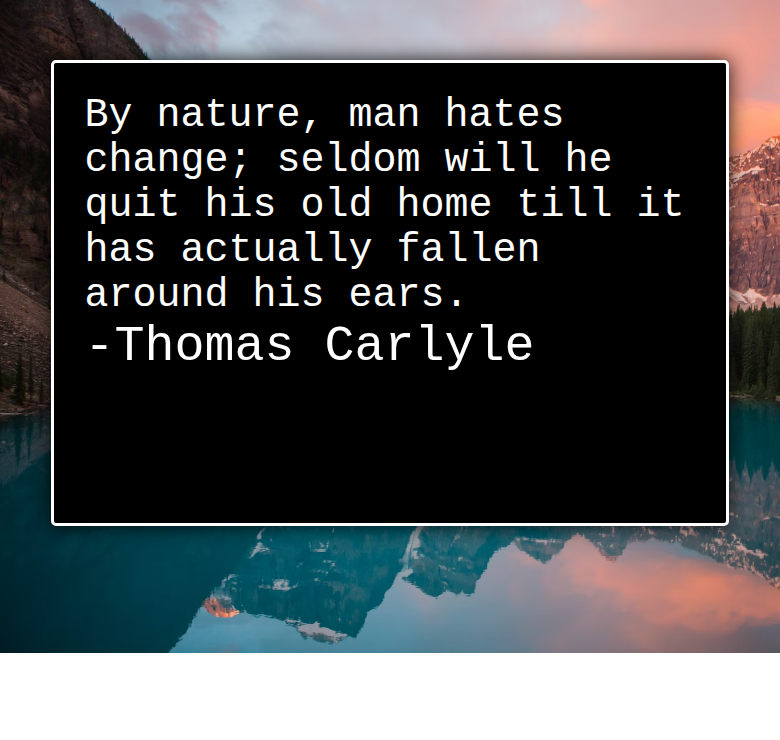 By nature, man hates
change; seldom will he
quit his old home till it
has actually fallen
around his ears.
-Thomas Carlyle